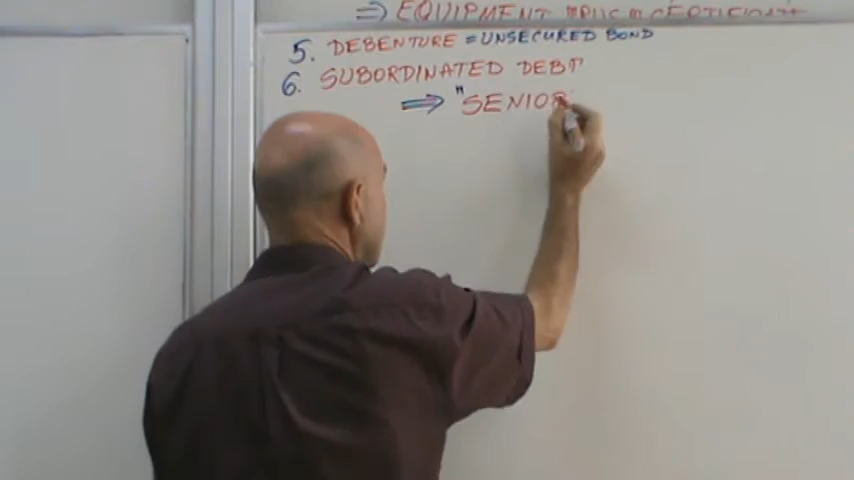 ⇒ EQUIPMENT
5. DEBENTURE = UNSECURED BOND
6. SUBORDINATED DEBT
⇒ "SENIOR